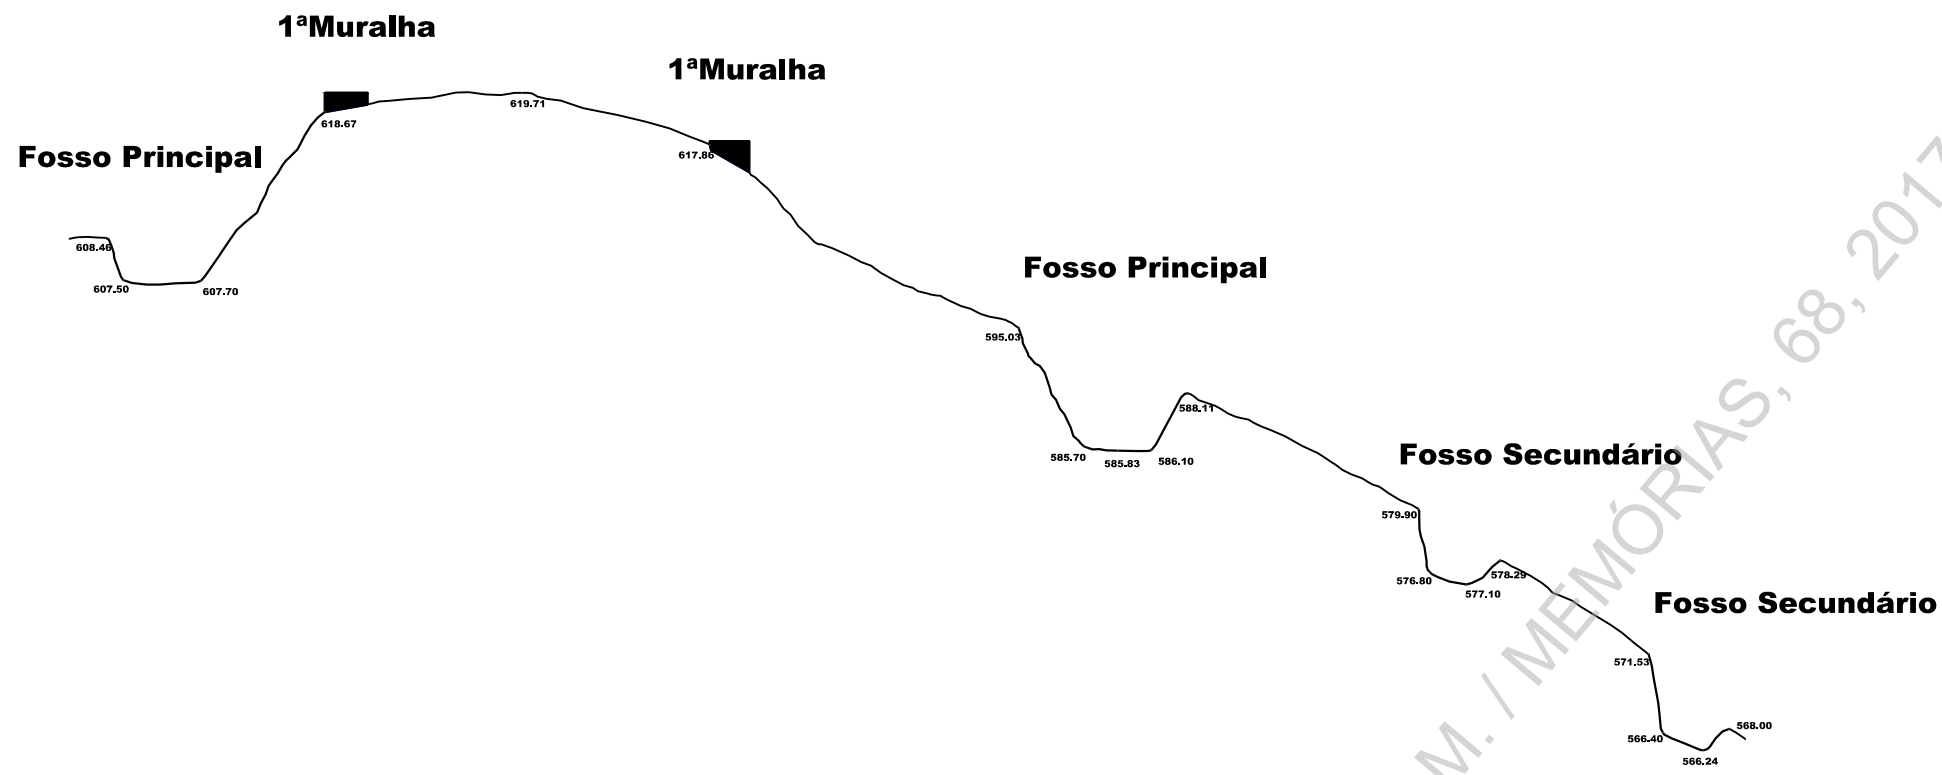 1ªMuralha
1ªMuralha
619.71
618.67
Fosso Principal
617.86
608.46
607.50
607.70
Fosso Principal
595.03
588.11
Fosso Secundário
585.70
585.83
586.10
579.90
576.80
578.29
577.10
Fosso Secundário
571.53
568.00
566.40
566.24
M. / MEMÓRIAS, 68, 2017